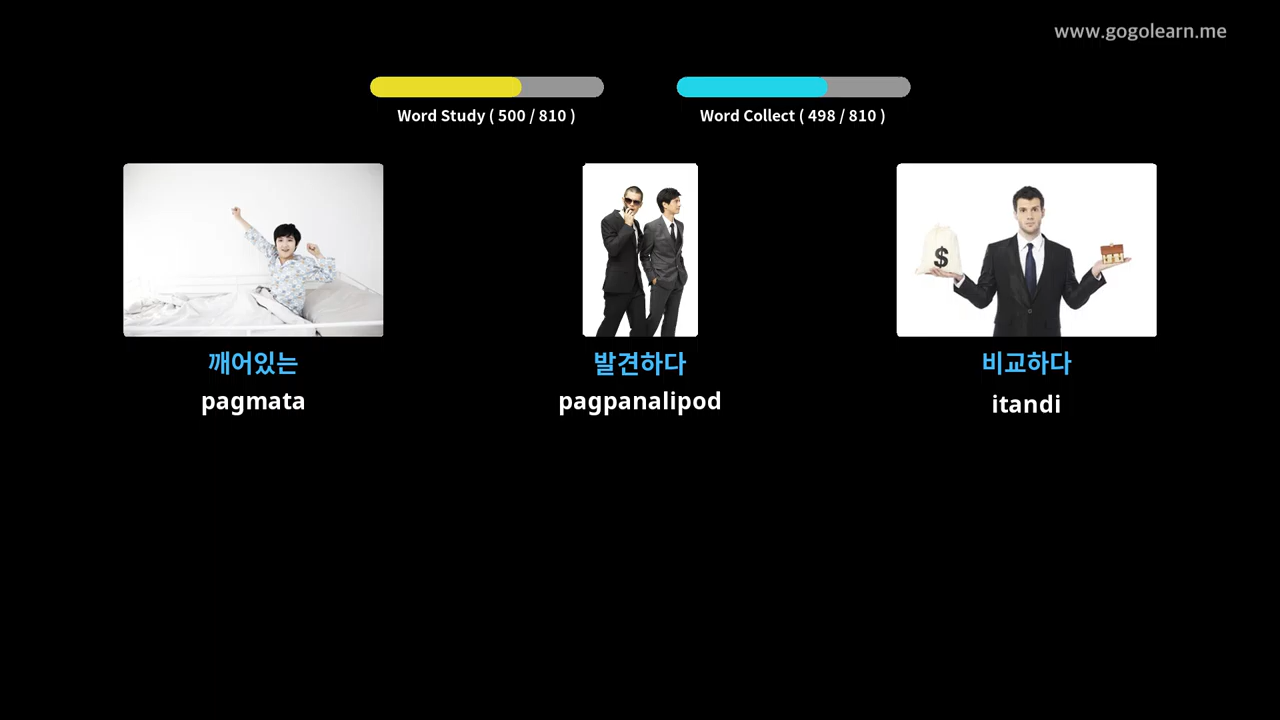 www.gogolearn.me
Word Study ( 500 / 810 )
Word Collect ( 498 / 810 )
$
깨어있는
pagmata
발견하다
pagpanalipod
비교하다
itandi